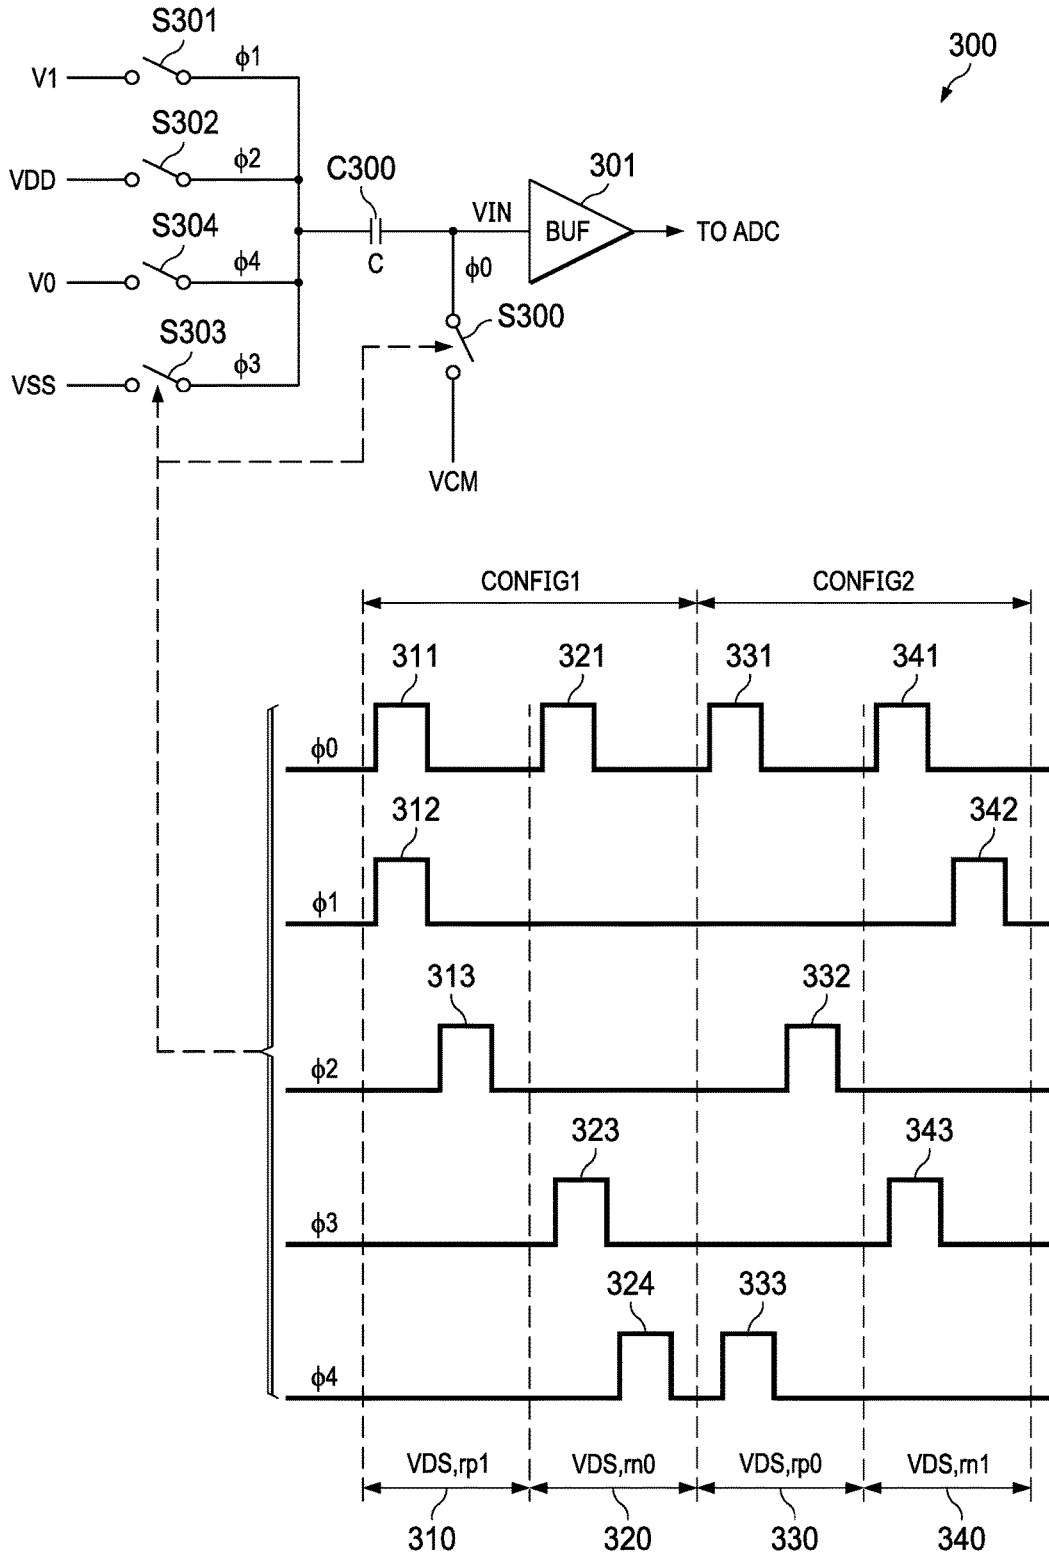 S301
300
V1
ϕ1
S302
VDD
ϕ2
C300
301
S304
VIN
BUF
TO ADC
V0
ϕ4
C
ϕ0
S300
S303
VSS
ϕ3
VCM
CONFIG1
CONFIG2
311
321
331
341
ϕ0
312
342
ϕ1
313
332
ϕ2
323
343
ϕ3
324
333
ϕ4
VDS,rp1
VDS,rn0
VDS,rp0
VDS,rn1
310
320
330
340